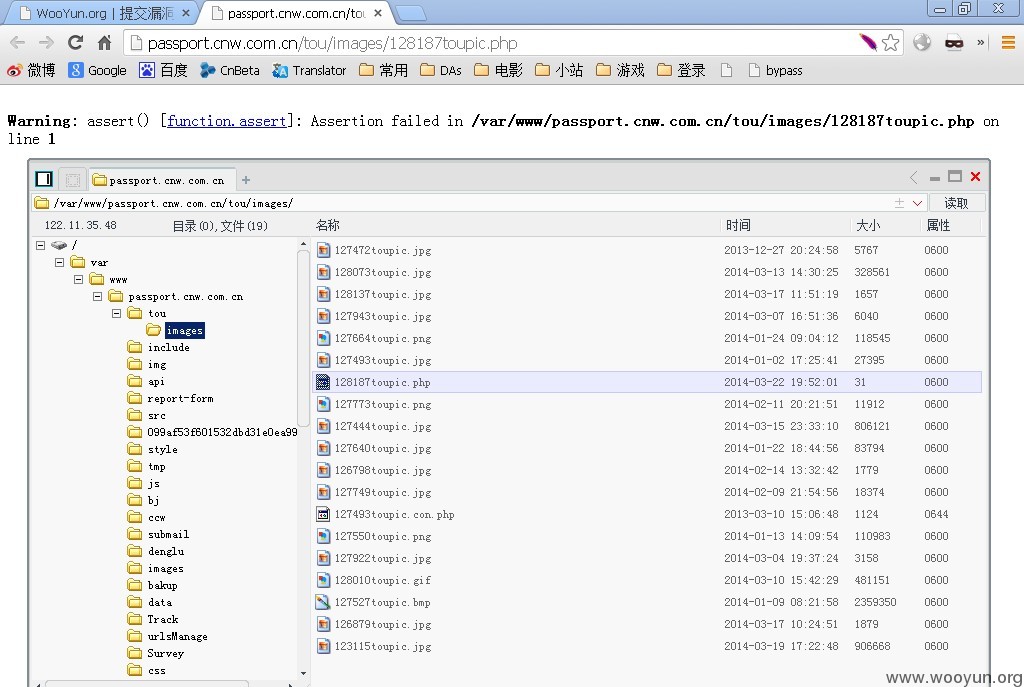 WooYun.org | 提交漏洞
passport.cnw.com.cn/tou
passport.cnw.com.cn/tou/images/128187toupic.php
微博 Google 百度 CnBeta Translator 常用 DAs 电影 小站 游戏 登录 bypass
Warning: assert() [function.assert]: Assertion failed in /var/www/passport.cnw.com.cn/tou/images/128187toupic.php on
line 1
passport.cnw.com.cn
/var/www/passport.cnw.com.cn/tou/images/ 读取
122.11.35.48 目录(0),文件(19) 名称 时间 大小 属性
/
var
www
passport.cnw.com.cn
tou
images
include
img
api
report-form
src
099af53f601532dbd31e0ea99
style
tmp
js
bj
ccw
submail
denglu
images
bakup
data
Track
urlsManage
Survey
css
127472toupic.jpg 2013-12-27 20:24:58 5767 0600
128073toupic.jpg 2014-03-13 14:30:25 328561 0600
128137toupic.jpg 2014-03-17 11:51:19 1657 0600
127943toupic.jpg 2014-03-07 16:51:36 6040 0600
127664toupic.png 2014-01-24 09:04:12 118545 0600
127493toupic.jpg 2014-01-02 17:25:41 27395 0600
128187toupic.php 2014-03-22 19:52:01 31 0600
127773toupic.png 2014-02-11 20:21:51 11912 0600
127444toupic.jpg 2014-03-15 23:33:10 806121 0600
127640toupic.jpg 2014-01-22 18:44:56 83794 0600
126798toupic.jpg 2014-02-14 13:32:42 1779 0600
127749toupic.jpg 2014-02-09 21:54:56 18374 0600
127493toupic.con.php 2013-03-10 15:06:48 1124 0644
127550toupic.png 2014-01-13 14:09:54 110983 0600
127922toupic.jpg 2014-03-04 19:37:24 3158 0600
128010toupic.gif 2014-03-10 15:42:29 481151 0600
127527toupic.bmp 2014-01-09 08:21:58 2359350 0600
126879toupic.jpg 2014-03-17 10:24:51 1879 0600
123115toupic.jpg 2014-03-19 17:22:48 906668 0600
www.wooyun.org